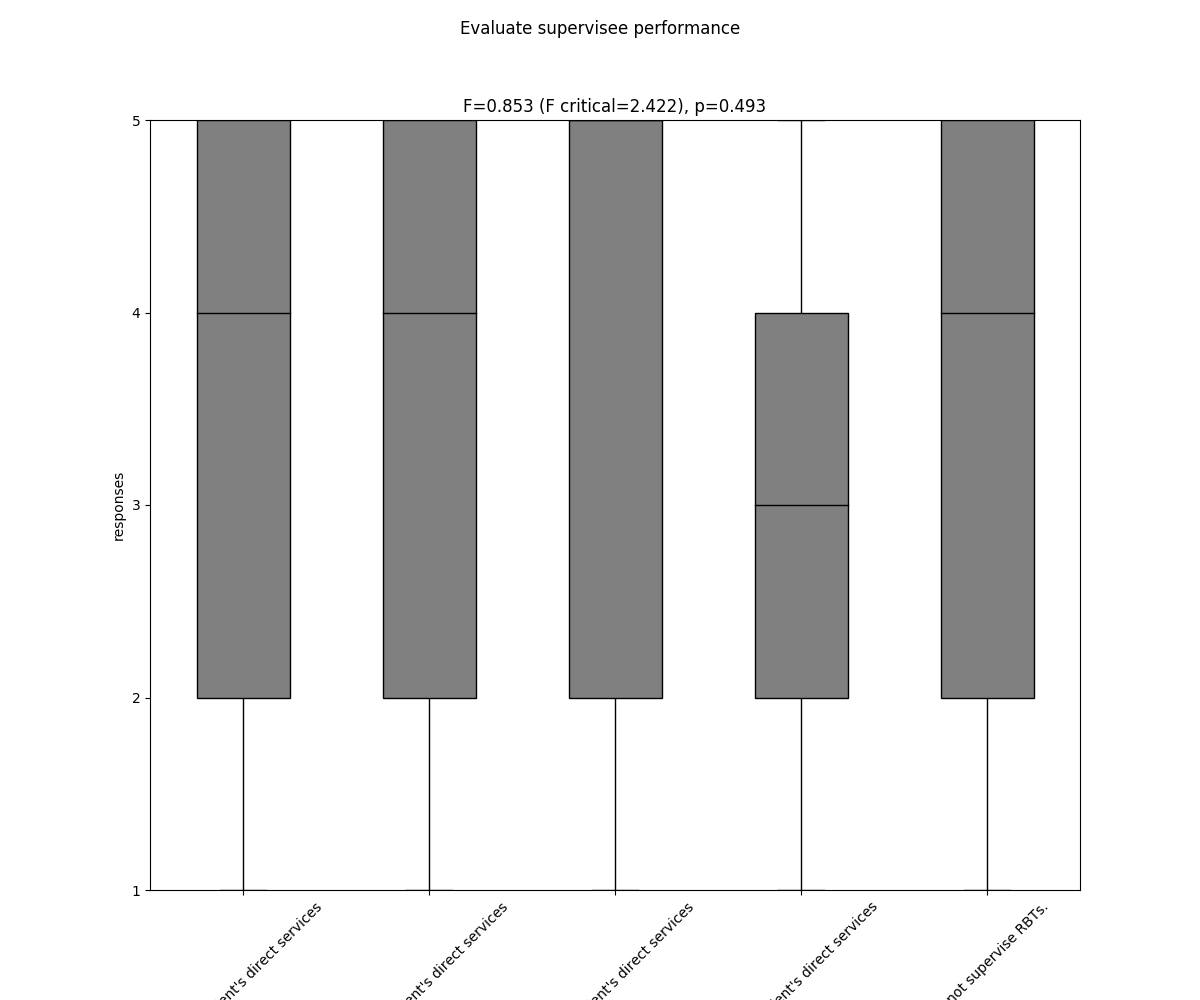 Evaluate supervisee performance
F=0.853 (F critical=2.422), p=0.493
5
4
3
2
1
responses
direct services
direct services
direct services
direct services
supervise RBTs.